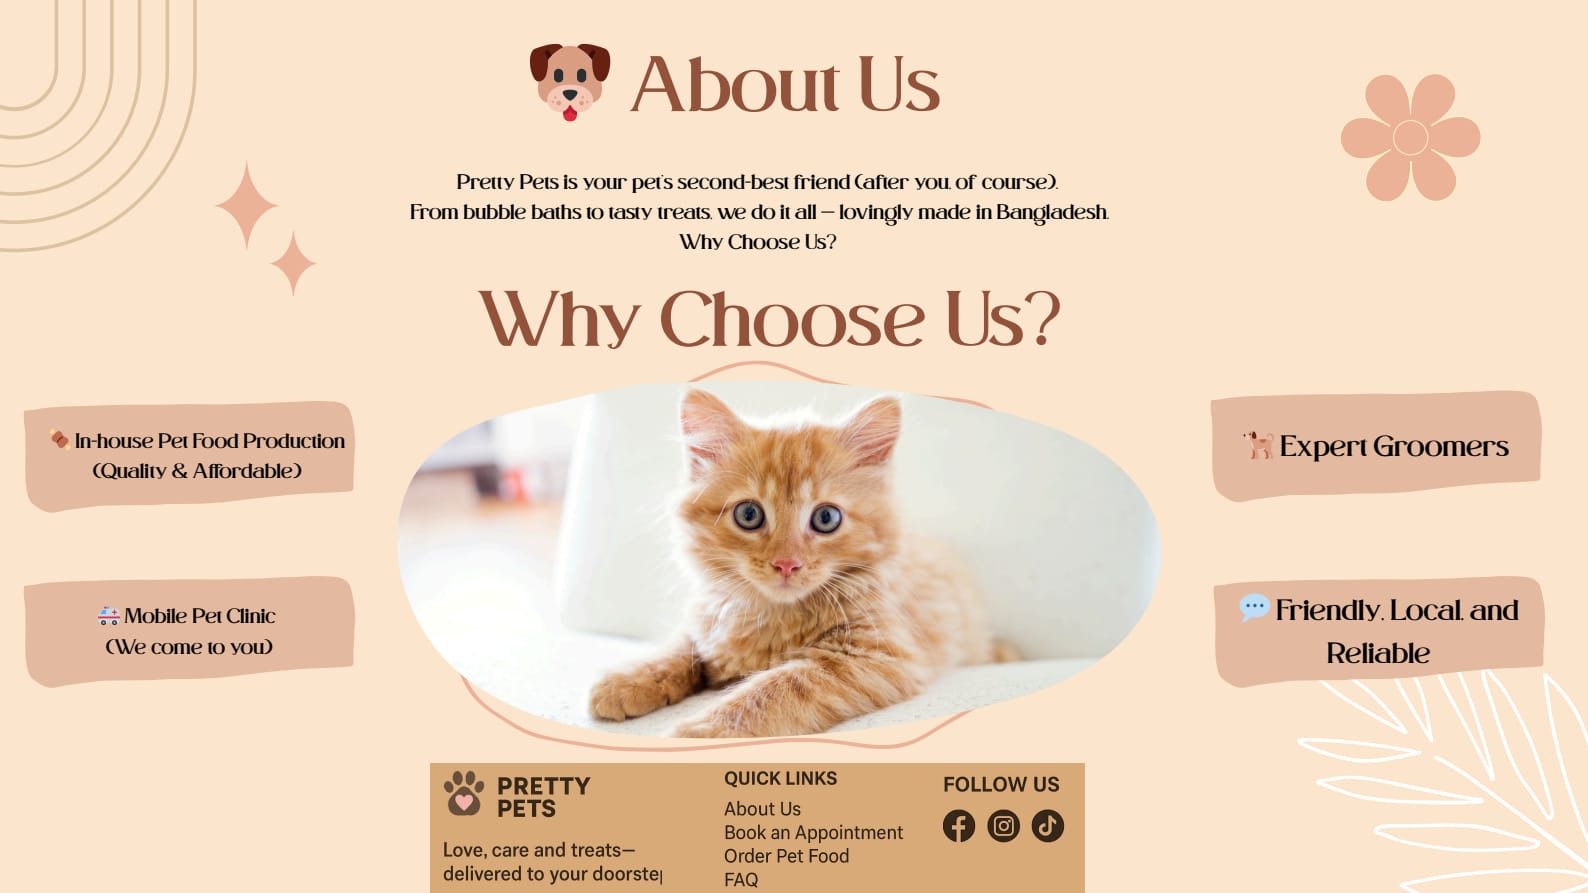 About Us
Pretty Pets is your pet's second-best friend (after you, of course).
From bubble baths to tasty treats, we do it all — lovingly made in Bangladesh.
Why Choose Us?
Why Choose Us?
In-house Pet Food Production
(Quality & Affordable)
Mobile Pet Clinic
(We come to you)
Expert Groomers
Friendly, Local, and
Reliable
PRETTY
PETS
Love, care and treats—
delivered to your doorste
QUICK LINKS
About Us
Book an Appointment
Order Pet Food
FAQ
FOLLOW US